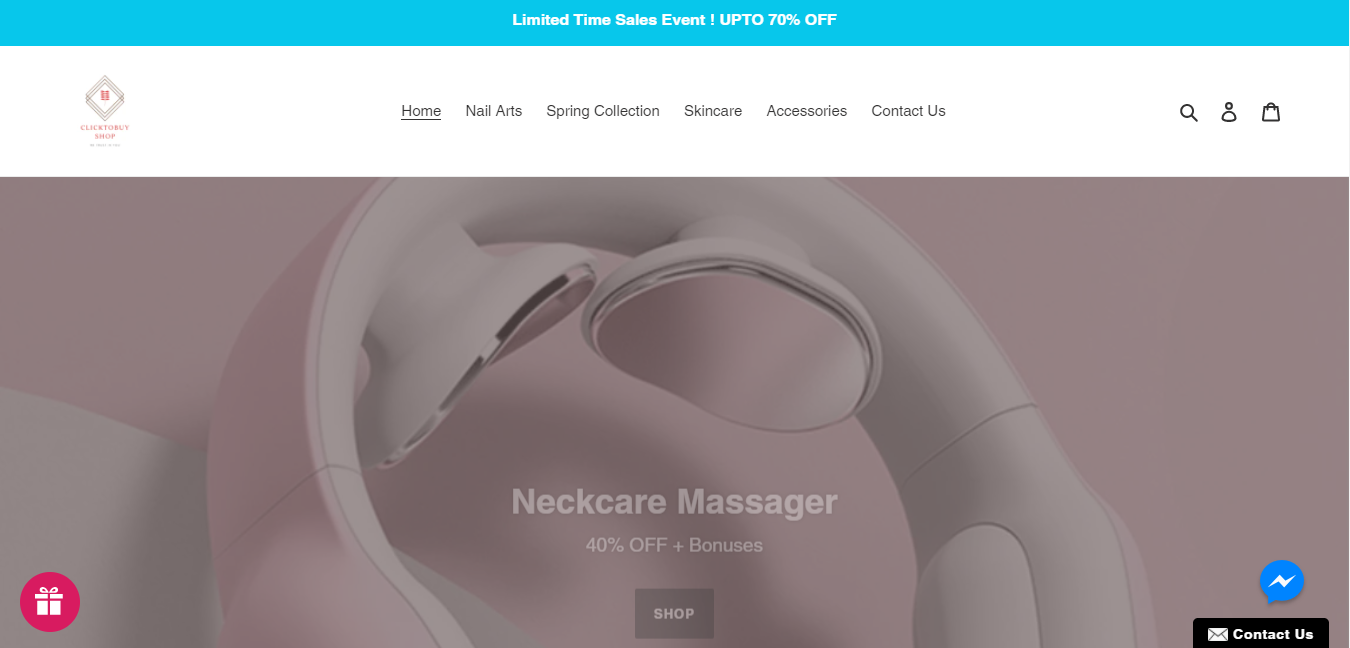 Limited Time Sales Event ! UPTO 70% OFF
CLICKTOBUY
SHOP
Home Nail Arts Spring Collection Skincare Accessories Contact Us
Neckcare Massager
40% OFF + Bonuses
SHOP
Contact Us